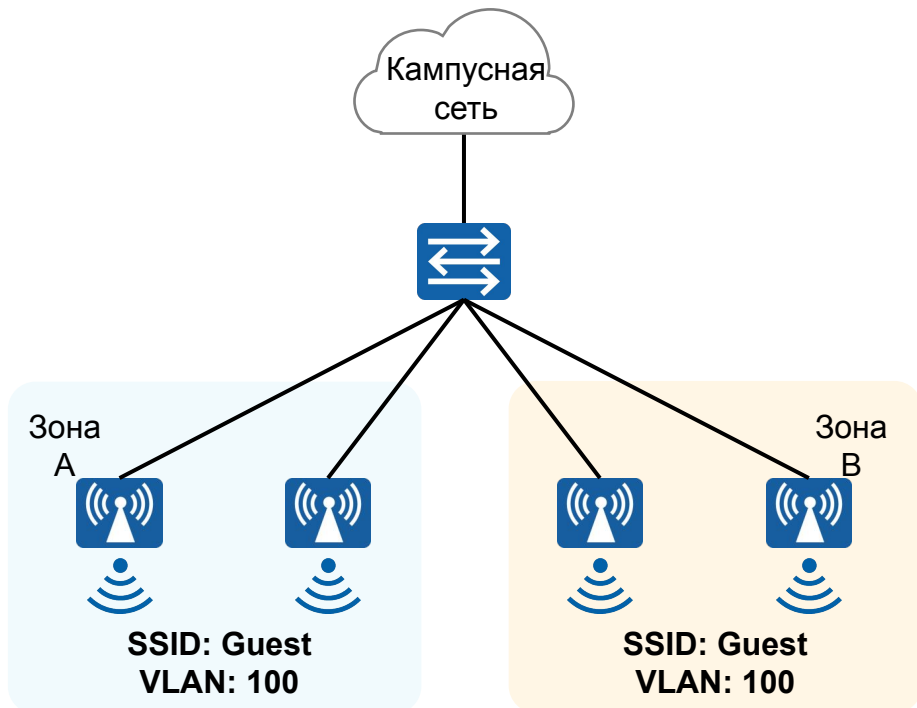 Кампусная
сеть
Зона
A
Зона
B
SSID: Guest
VLAN: 100
SSID: Guest
VLAN: 100